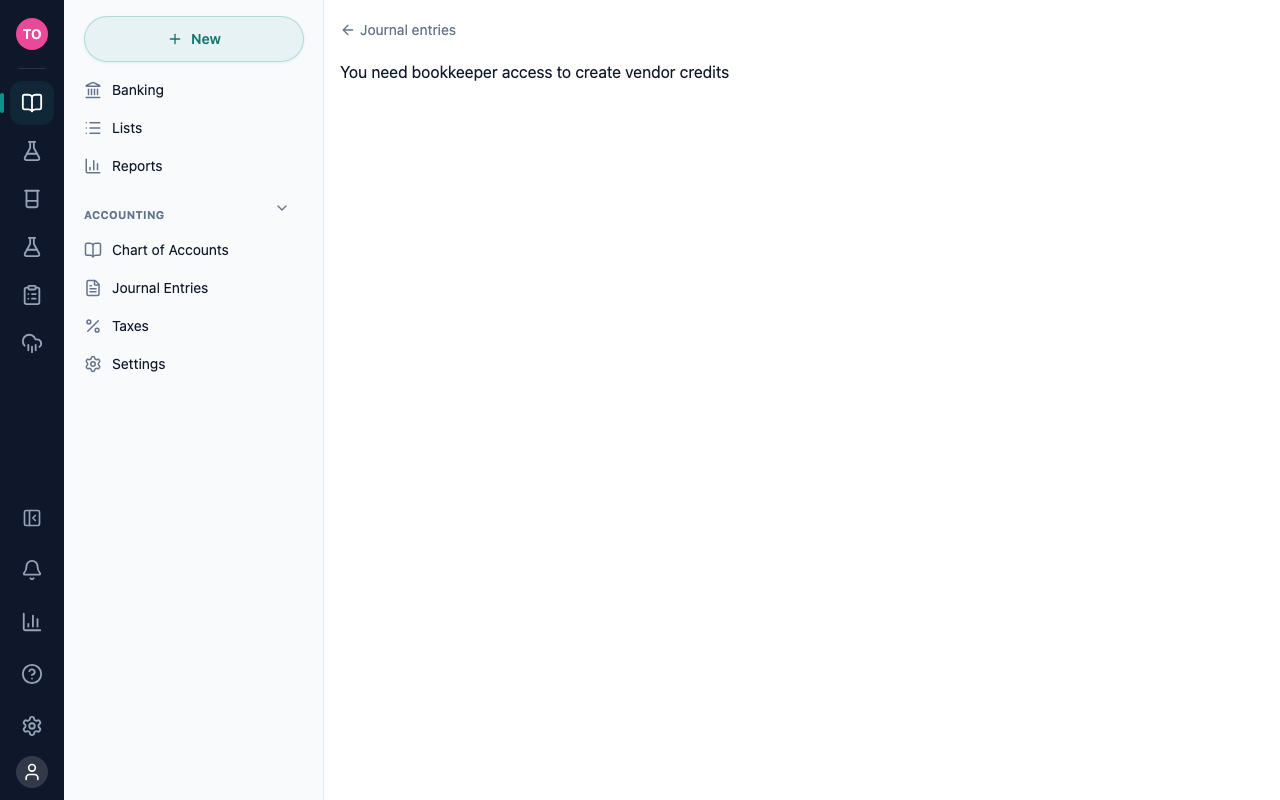 TO
New
Banking
Lists
Reports
ACCOUNTING
Chart of Accounts
Journal Entries
Taxes
Settings
Journal entries
You need bookkeeper access to create vendor credits